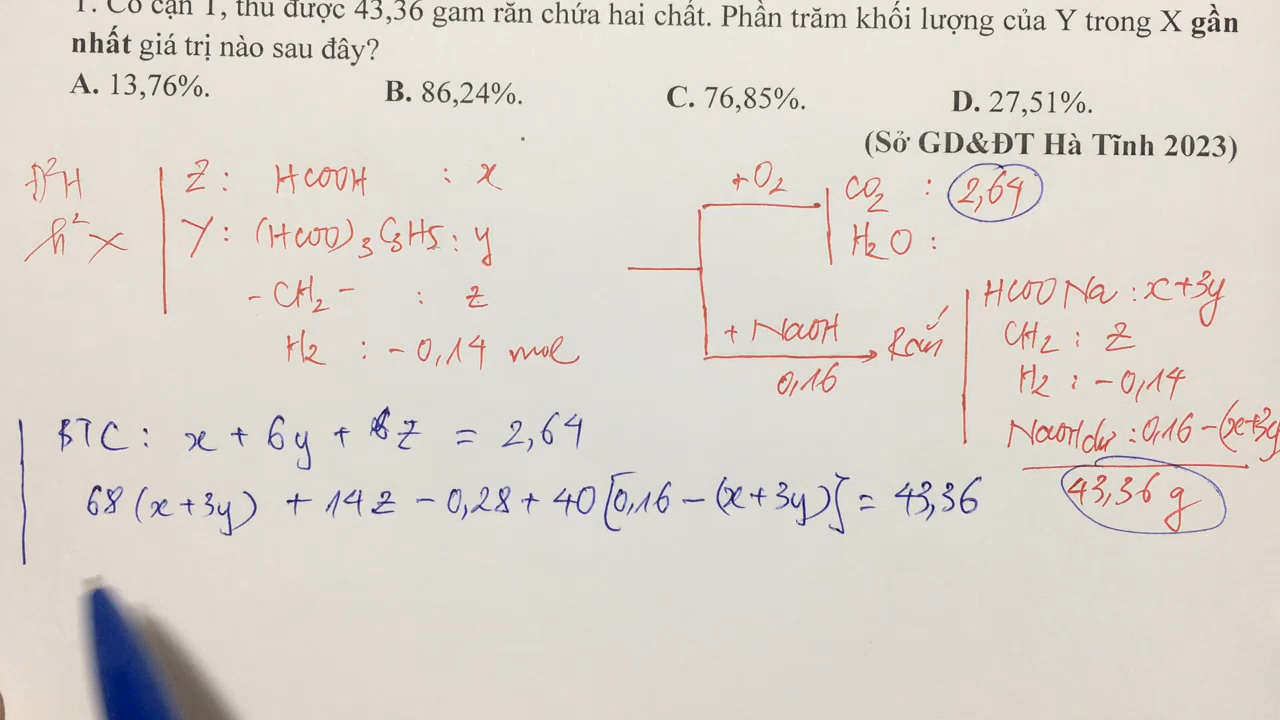 1. Cô cạn T, thu được 43,36 gam rắn chứa hai chất. Phần trăm khối lượng của Y trong X gần
nhất giá trị nào sau đây?
A. 13,76%. B. 86,24%. C. 76,85%. D. 27,51%.
(Sở GD&ĐT Hà Tĩnh 2023)
Đ²H
h² X
Z : HCOOH : x
Y : (HCOO)₃C₃H₅ : y
- CH₂ - : z
H₂ : - 0,14 mol
+O₂
CO₂ : 2,64
H₂O :
+ NaOH
0,16
Rắn
HCOONa : x+3y
CH₂ : z
H₂ : - 0,14
NaOH dư : 0,16 - (x+3y
43,36 g
BTC : x + 6y + z = 2,64
68 (x+3y) + 14z - 0,28 + 40[0,16 - (x+3y)] = 43,36